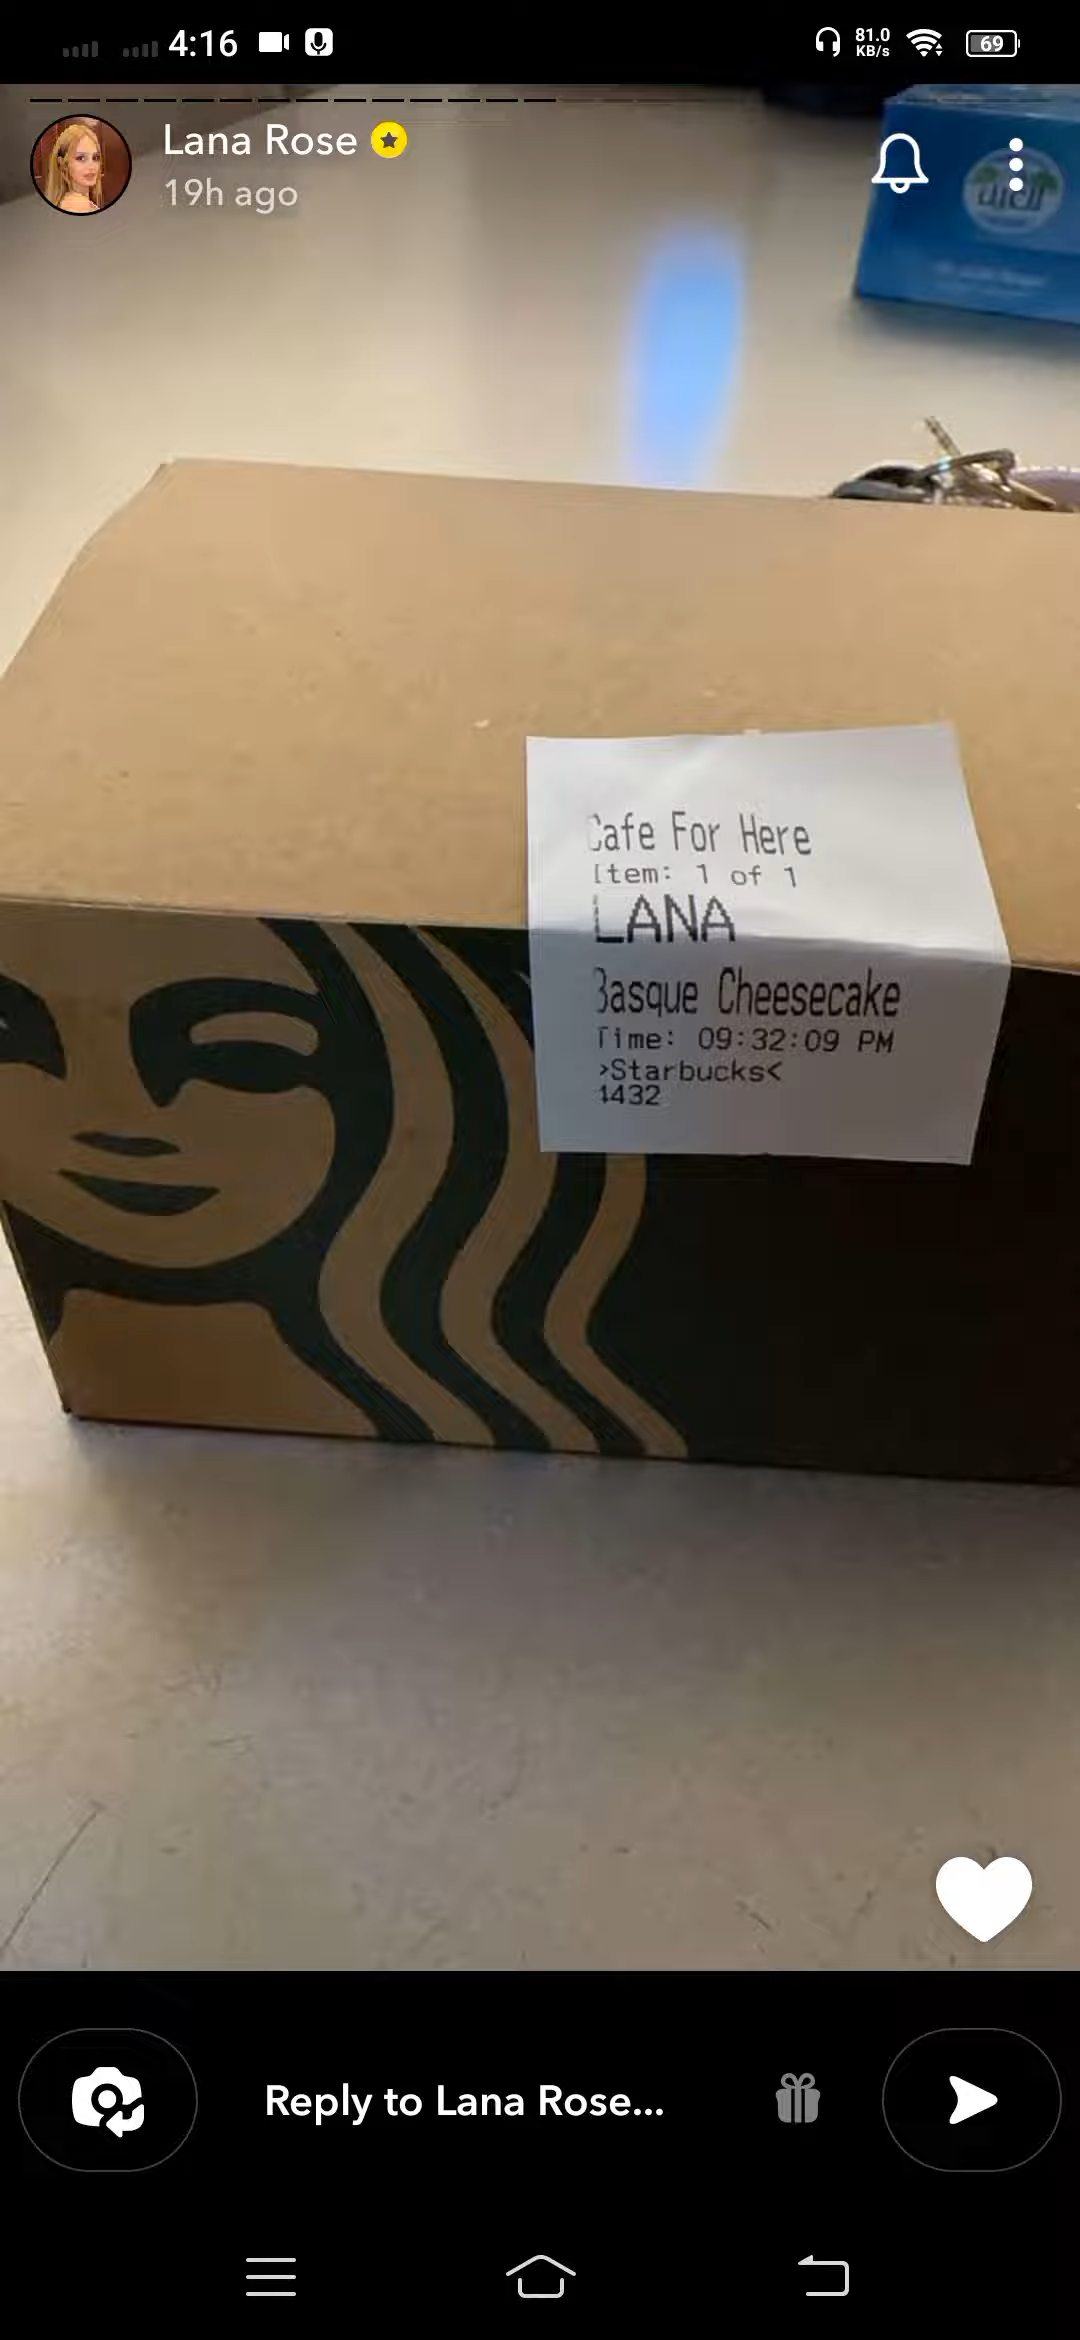 4:16
81.0
KB/s
69
Lana Rose
19h ago
Cafe For Here
Item: 1 of 1
LANA
Basque Cheesecake
Time: 09:32:09 PM
>Starbucks<
1432
Reply to Lana Rose...